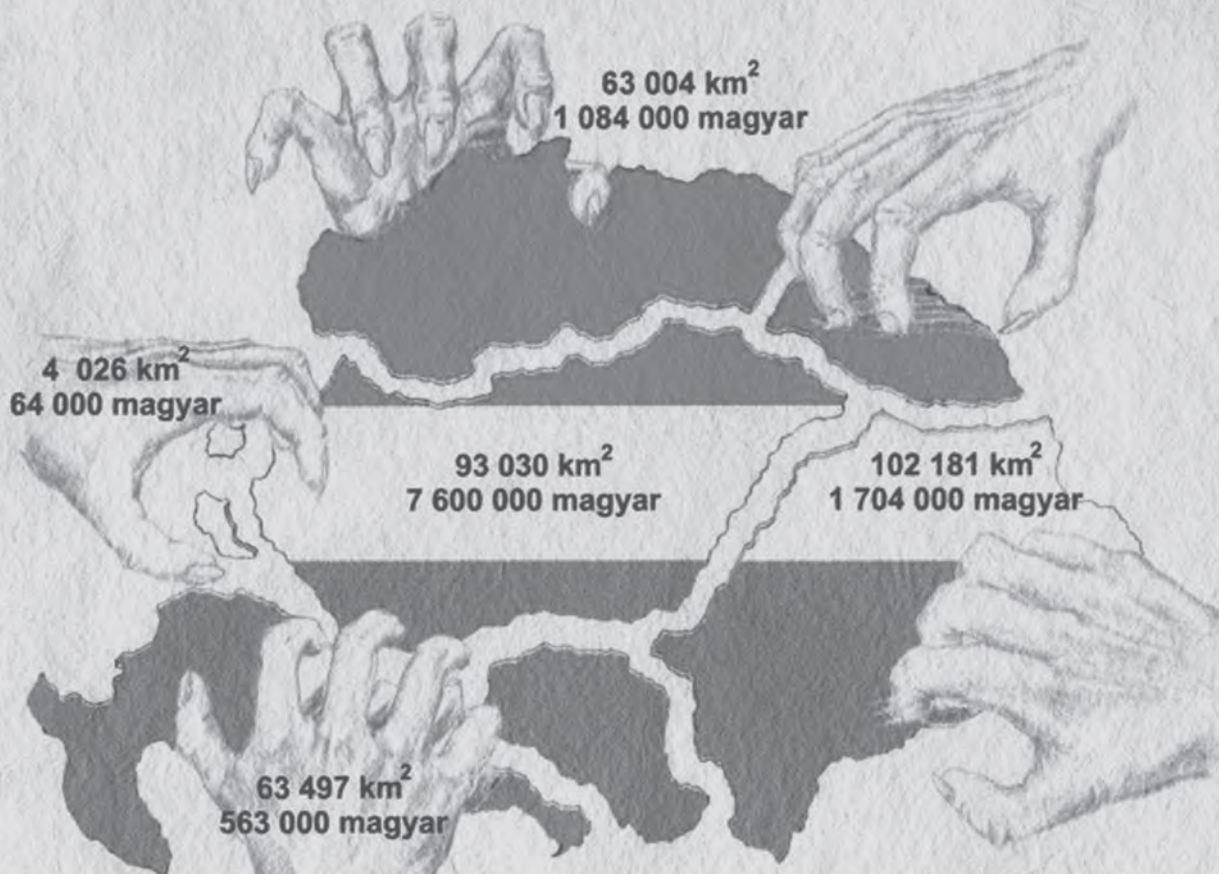 63 004 km²
1 084 000 magyar
4 026 km²
64 000 magyar
93 030 km²
7 600 000 magyar
102 181 km²
1 704 000 magyar
63 497 km²
563 000 magyar